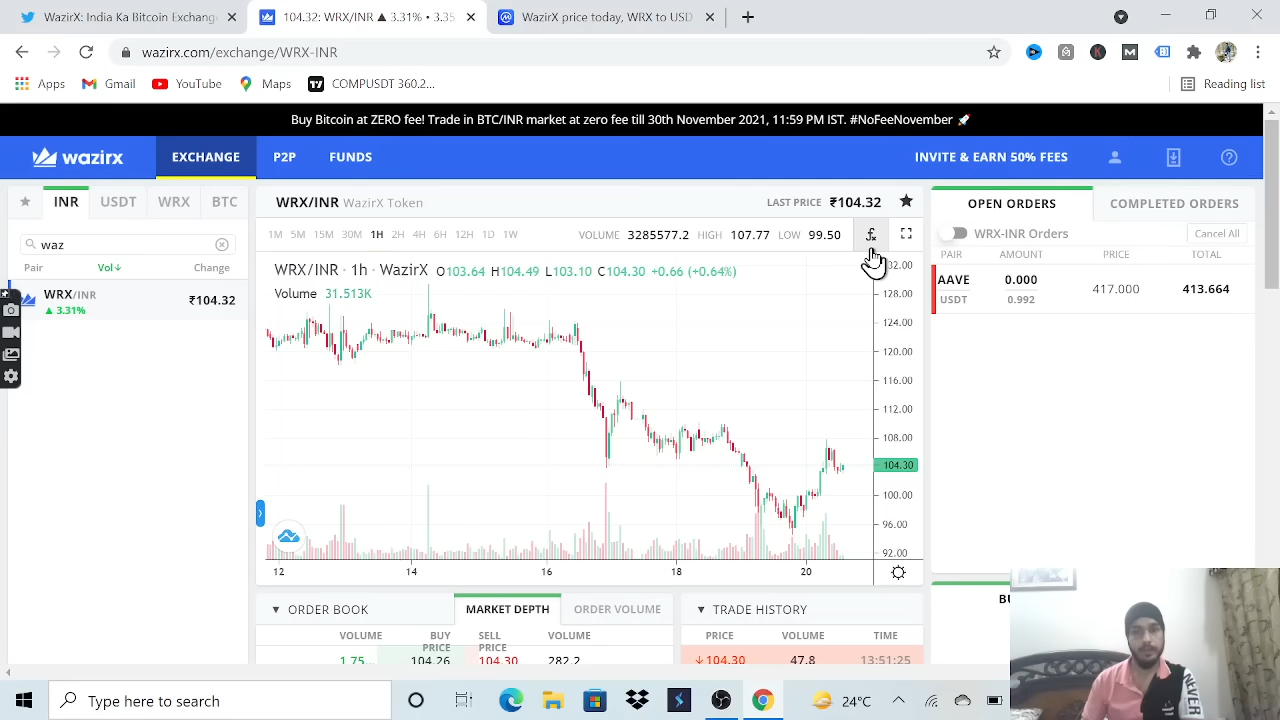 WazirX: India Ka Bitcoin Exchange
104.32 WRX-INR ▲ 3.31% • 3.35
WazirX price today, WRX to USD
wazirx.com/exchange/WRX-INR
Apps
Gmail
YouTube
Maps
COMPUSDT 360.2...
Reading list
Buy Bitcoin at ZERO fee! Trade in BTC/INR market at zero fee till 30th November 2021, 11:59 PM IST. #NoFeeNovember 🚀
wazirx
EXCHANGE
P2P
FUNDS
INVITE & EARN 50% FEES
INR USDT WRX BTC
waz
Pair Vol↓ Change
WRX/INR ₹104.32
▲ 3.31%
WRX/INR WazirX Token
LAST PRICE ₹104.32
1M 5M 15M 30M 1H 2H 4H 6H 12H 1D 1W
VOLUME 3285577.2 HIGH 107.77 LOW 99.50
WRX/INR · 1h · WazirX O103.64 H104.49 L103.10 C104.30 +0.66 (+0.64%)
Volume 31.513K
128.00
124.00
120.00
116.00
112.00
108.00
104.30
100.00
96.00
92.00
12 14 16 18 20
OPEN ORDERS
COMPLETED ORDERS
WRX-INR Orders
Cancel All
PAIR AMOUNT PRICE TOTAL
AAVE 0.000 417.000 413.664
USDT 0.992
▼ ORDER BOOK
MARKET DEPTH
ORDER VOLUME
VOLUME BUY PRICE SELL PRICE VOLUME
1.75 104.26 104.30 282.2
▼ TRADE HISTORY
PRICE VOLUME TIME
↓104.30 47.8 13:51:25
Type here to search
24°C